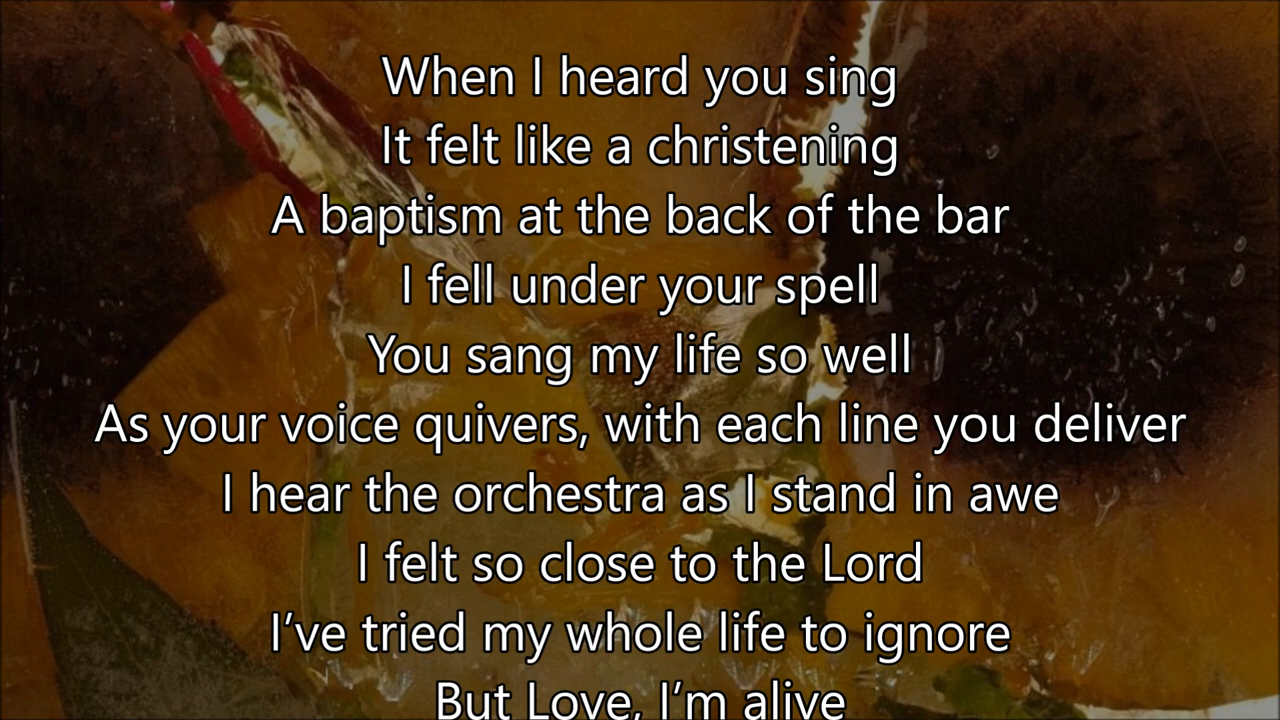 When I heard you sing
It felt like a christening
A baptism at the back of the bar
I fell under your spell
You sang my life so well
As your voice quivers, with each line you deliver
I hear the orchestra as I stand in awe
I felt so close to the Lord
I’ve tried my whole life to ignore
But Love, I’m alive